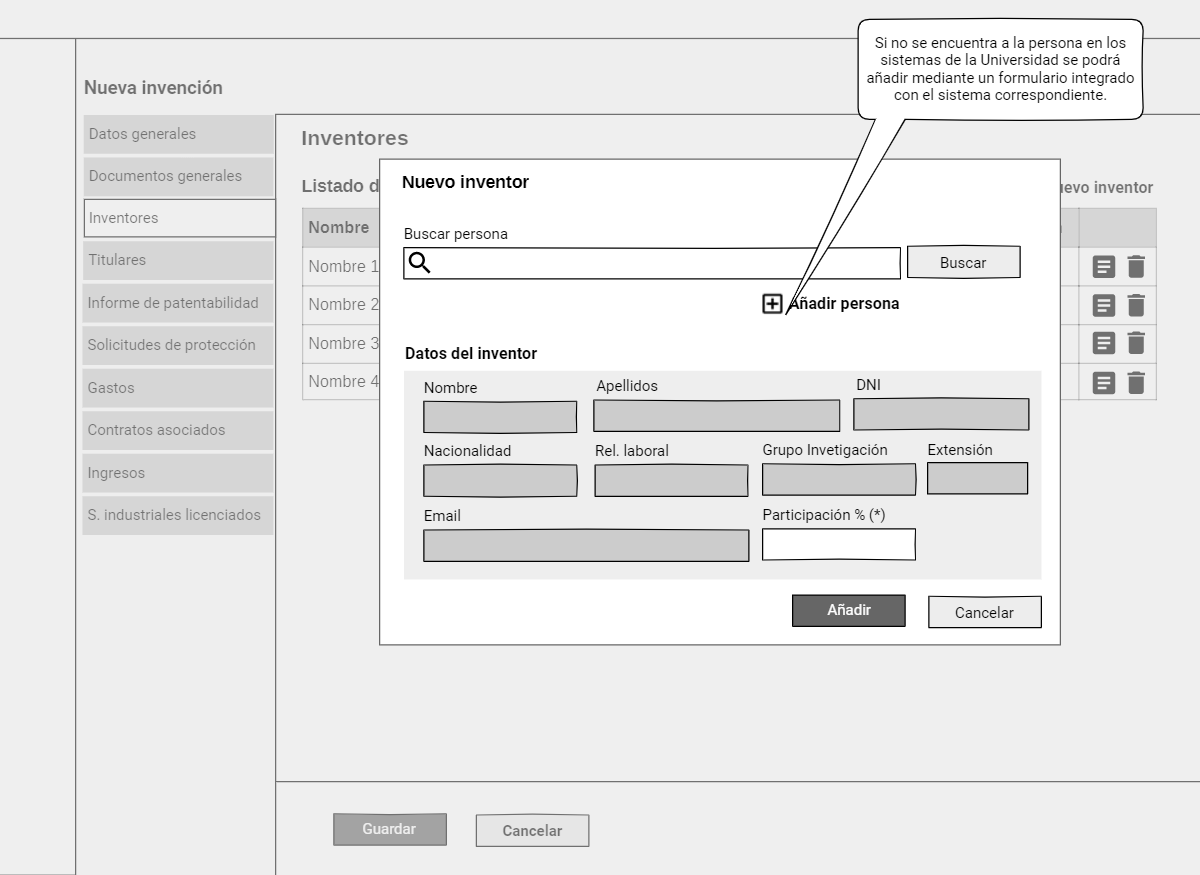 Si no se encuentra a la persona en los
sistemas de la Universidad se podrá
añadir mediante un formulario integrado
con el sistema correspondiente.
Nueva invención
Datos generales
Documentos generales
Inventores
Titulares
Informe de patentabilidad
Solicitudes de protección
Gastos
Contratos asociados
Ingresos
S. industriales licenciados
Inventores
Listado d
evo inventor
Nombre
Nombre 1
Nombre 2
Nombre 3
Nombre 4
Nuevo inventor
Buscar persona
Buscar
Añadir persona
Datos del inventor
Nombre Apellidos DNI
Nacionalidad Rel. laboral Grupo Invetigación Extensión
Email Participación % (*)
Añadir Cancelar
Guardar Cancelar